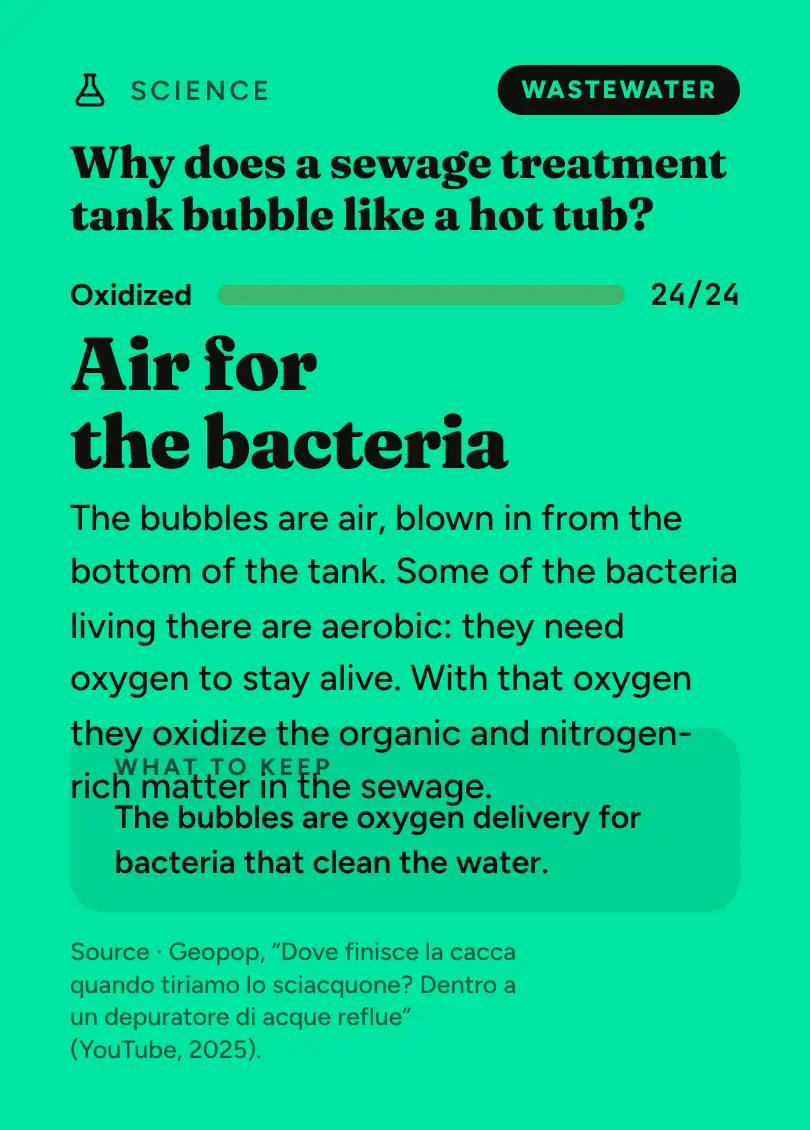 SCIENCE
WASTEWATER
Why does a sewage treatment
tank bubble like a hot tub?
Oxidized
24/24
Air for
the bacteria
The bubbles are air, blown in from the
bottom of the tank. Some of the bacteria
living there are aerobic: they need
oxygen to stay alive. With that oxygen
they oxidize the organic and nitrogen-
rich matter in the sewage.
WHAT TO KEEP
The bubbles are oxygen delivery for
bacteria that clean the water.
Source · Geopop, “Dove finisce la cacca
quando tiriamo lo sciacquone? Dentro a
un depuratore di acque reflue”
(YouTube, 2025).